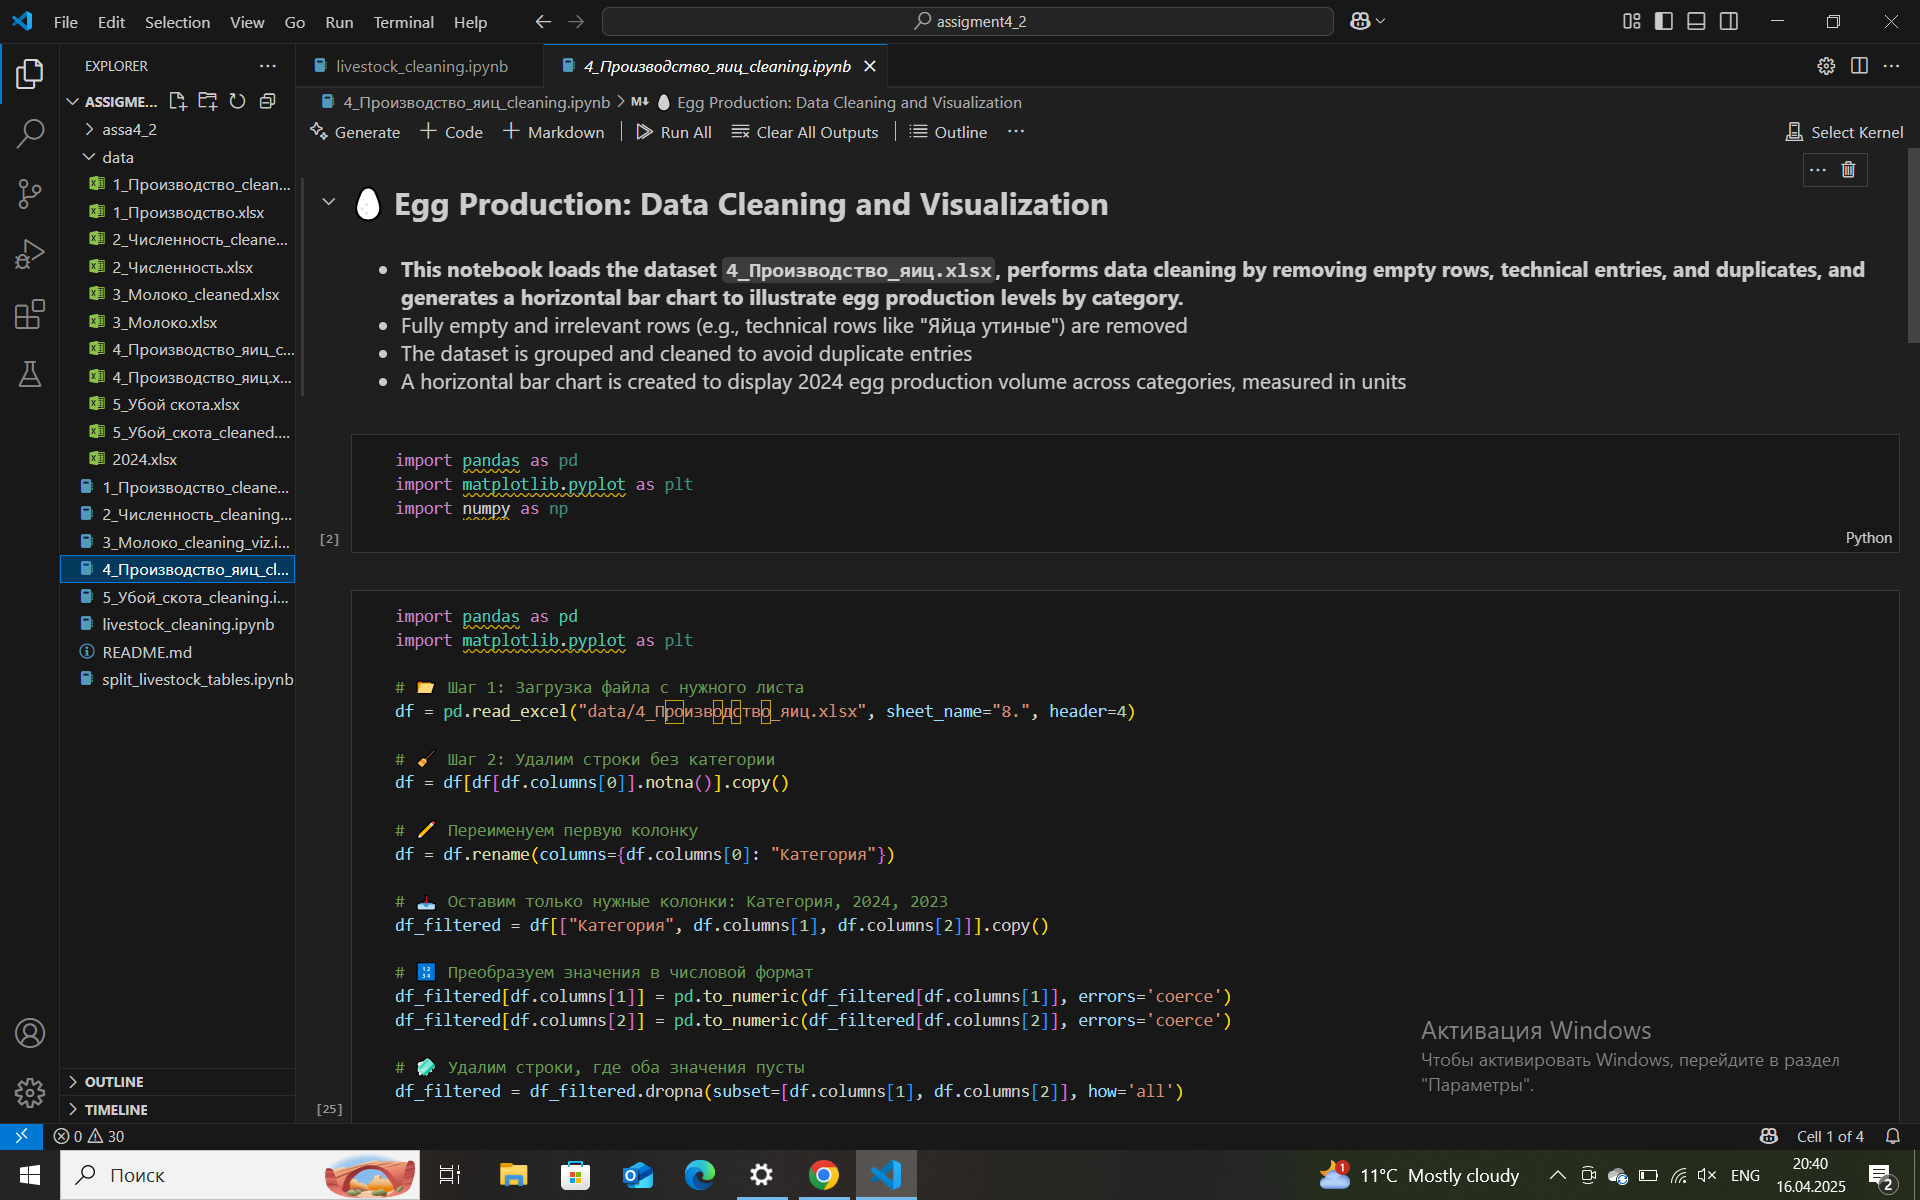 File Edit Selection View Go Run Terminal Help
assigment4_2
EXPLORER
ASSIGME...
assa4_2
data
1_Производство_clean...
1_Производство.xlsx
2_Численность_cleane...
2_Численность.xlsx
3_Молоко_cleaned.xlsx
3_Молоко.xlsx
4_Производство_яиц_c...
4_Производство_яиц.x...
5_Убой скота.xlsx
5_Убой_скота_cleaned....
2024.xlsx
1_Производство_cleane...
2_Численность_cleaning...
3_Молоко_cleaning_viz.i...
4_Производство_яиц_cl...
5_Убой_скота_cleaning.i...
livestock_cleaning.ipynb
README.md
split_livestock_tables.ipynb
OUTLINE
TIMELINE
livestock_cleaning.ipynb
4_Производство_яиц_cleaning.ipynb
4_Производство_яиц_cleaning.ipynb > M↓ Egg Production: Data Cleaning and Visualization
Generate + Code + Markdown Run All Clear All Outputs Outline ...
Select Kernel
Egg Production: Data Cleaning and Visualization
• This notebook loads the dataset 4_Производство_яиц.xlsx, performs data cleaning by removing empty rows, technical entries, and duplicates, and
generates a horizontal bar chart to illustrate egg production levels by category.
• Fully empty and irrelevant rows (e.g., technical rows like "Яйца утиные") are removed
• The dataset is grouped and cleaned to avoid duplicate entries
• A horizontal bar chart is created to display 2024 egg production volume across categories, measured in units
import pandas as pd
import matplotlib.pyplot as plt
import numpy as np
[2]
Python
import pandas as pd
import matplotlib.pyplot as plt
# 📂 Шаг 1: Загрузка файла с нужного листа
df = pd.read_excel("data/4_Производство_яиц.xlsx", sheet_name="8.", header=4)
# 🧹 Шаг 2: Удалим строки без категории
df = df[df[df.columns[0]].notna()].copy()
# ✏️ Переименуем первую колонку
df = df.rename(columns={df.columns[0]: "Категория"})
# 📥 Оставим только нужные колонки: Категория, 2024, 2023
df_filtered = df[["Категория", df.columns[1], df.columns[2]]].copy()
# 🔢 Преобразуем значения в числовой формат
df_filtered[df.columns[1]] = pd.to_numeric(df_filtered[df.columns[1]], errors='coerce')
df_filtered[df.columns[2]] = pd.to_numeric(df_filtered[df.columns[2]], errors='coerce')
# 🧼 Удалим строки, где оба значения пусты
df_filtered = df_filtered.dropna(subset=[df.columns[1], df.columns[2]], how='all')
[25]
Активация Windows
Чтобы активировать Windows, перейдите в раздел
"Параметры".
0 30
Cell 1 of 4
Поиск
1
11°C Mostly cloudy
ENG
20:40
16.04.2025
2